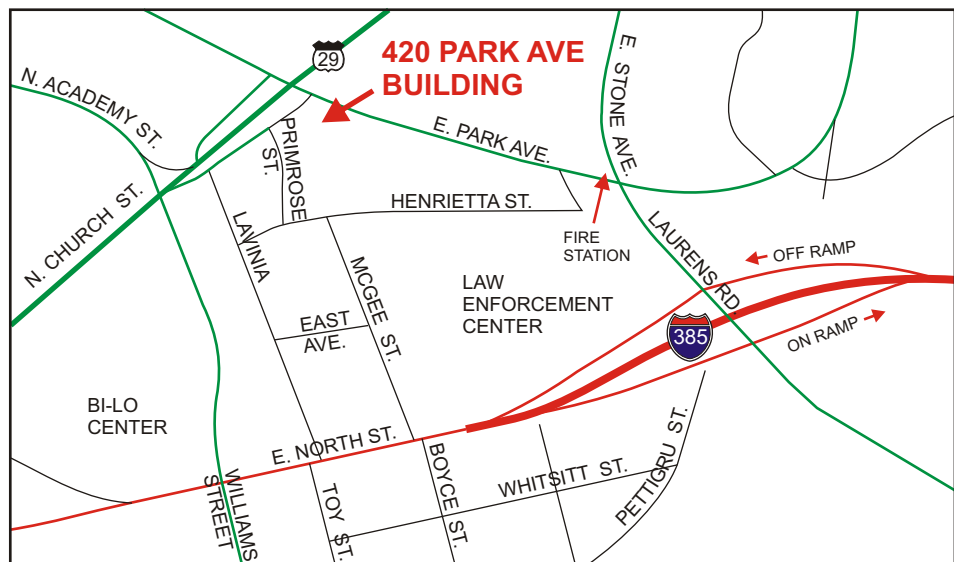 29
420 PARK AVE
BUILDING
N. ACADEMY ST.
E. STONE AVE.
PRIMROSE
ST.
E. PARK AVE.
N. CHURCH ST.
HENRIETTA ST.
LAVINIA
FIRE
STATION
LAURENS RD.
OFF RAMP
MCGEE ST.
LAW
ENFORCEMENT
CENTER
EAST
AVE.
385
ON RAMP
BI-LO
CENTER
E. NORTH ST.
WILLIAMS
STREET
TOY ST.
BOYCE ST.
WHITSITT ST.
PETTIGRU ST.